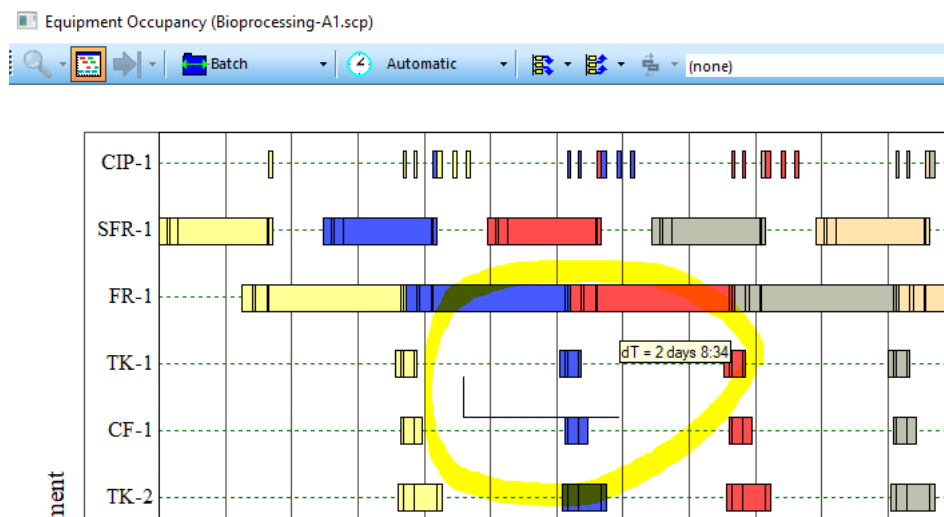 Equipment Occupancy (Bioprocessing-A1.scp)
Batch
Automatic
(none)
CIP-1
SFR-1
FR-1
dT = 2 days 8:34
TK-1
CF-1
TK-2
ment